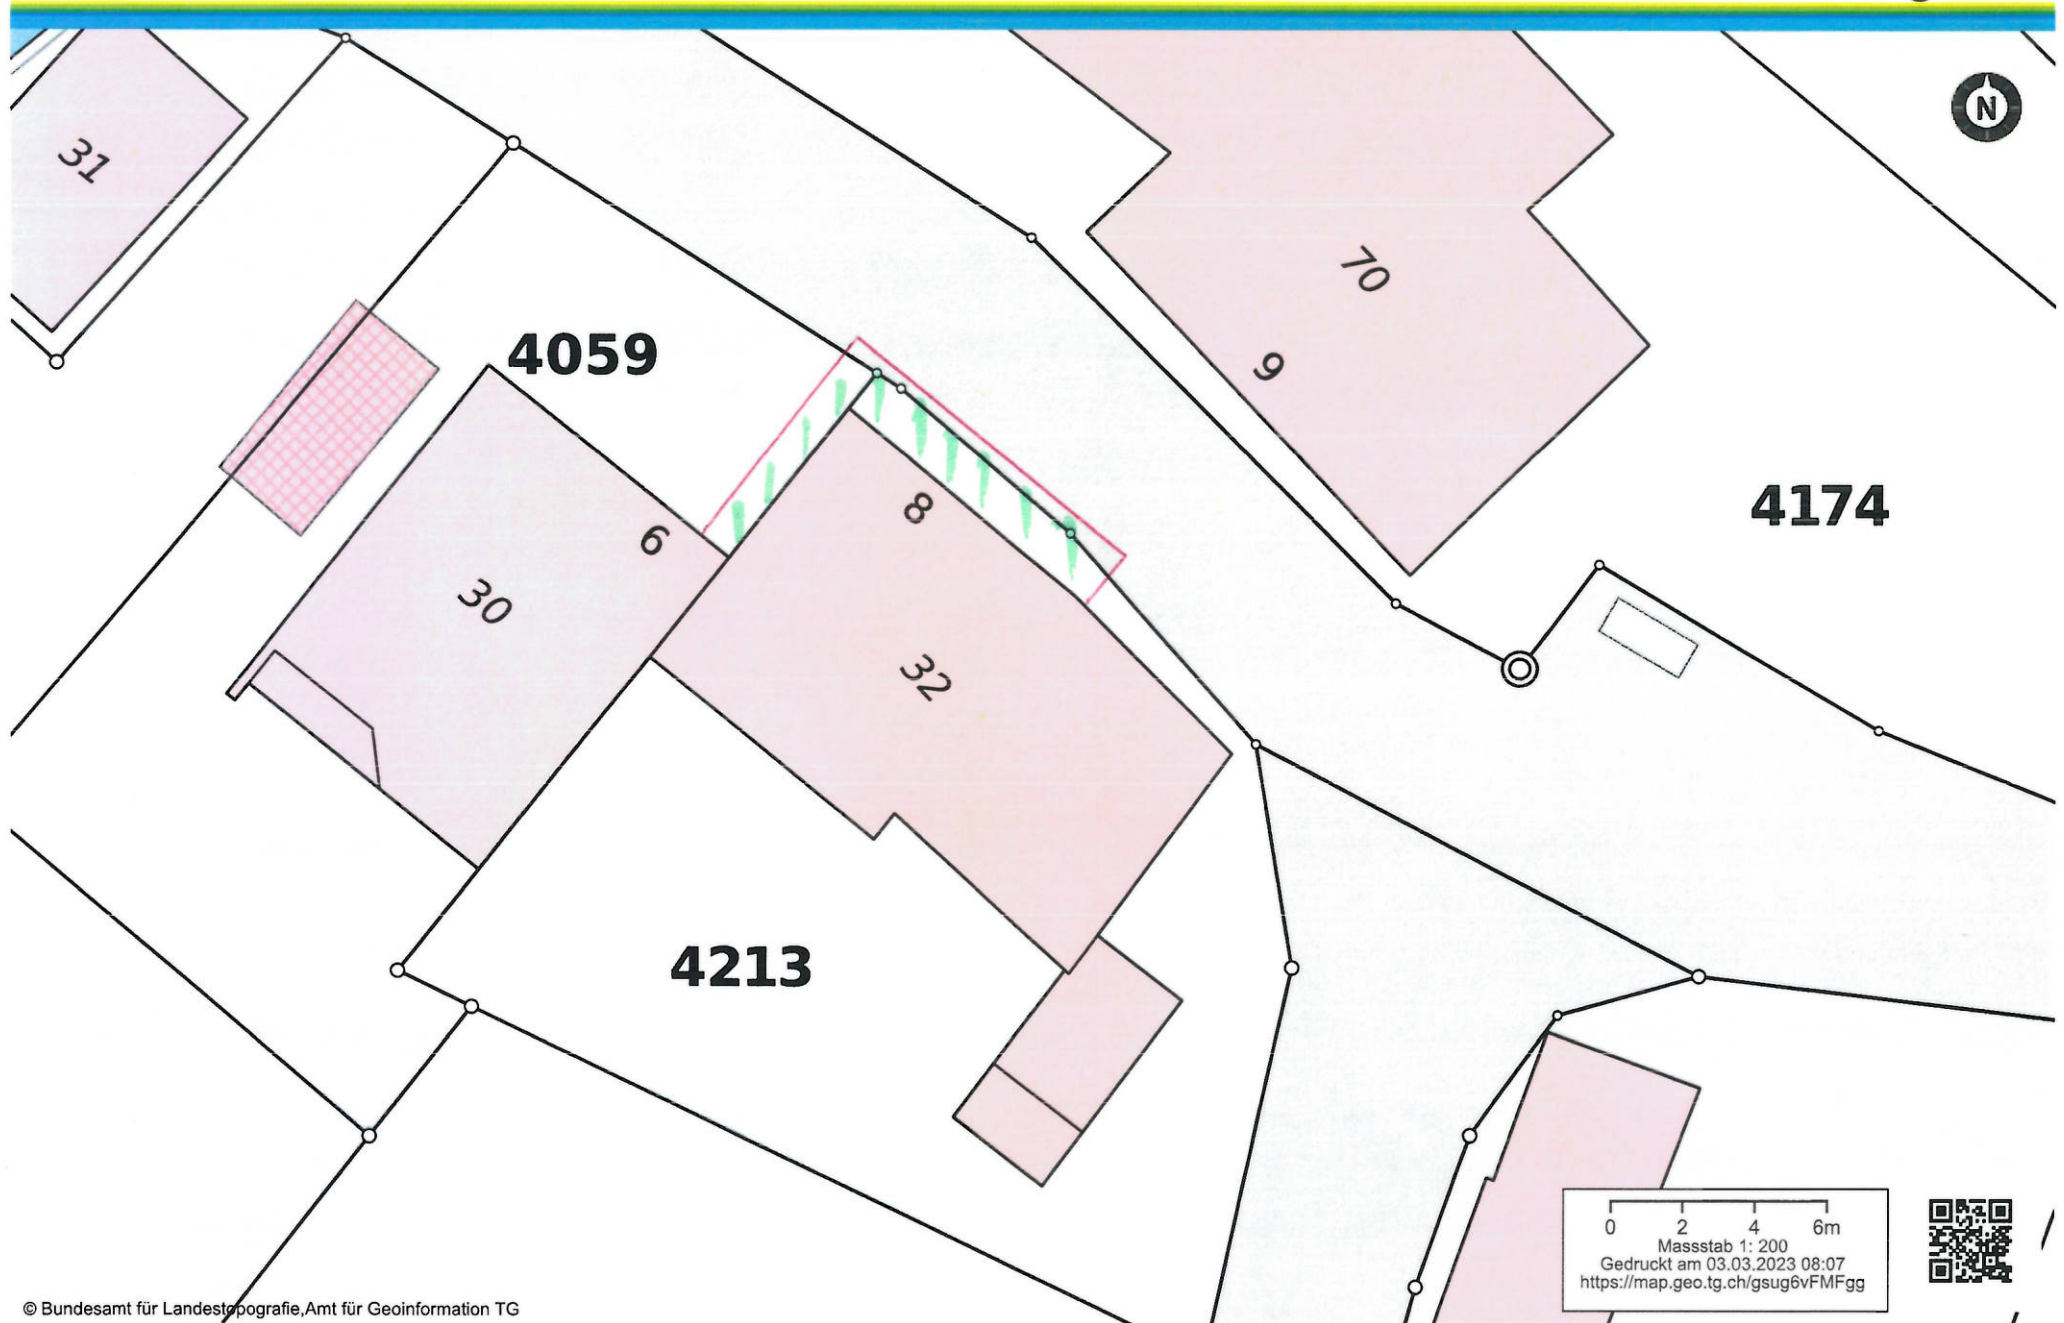 N
31
70
4059
9
4174
8
6
30
32
4213
0 2 4 6m
Massstab 1: 200
Gedruckt am 03.03.2023 08:07
https://map.geo.tg.ch/gsug6vFMFgg
© Bundesamt für Landestopografie,Amt für Geoinformation TG